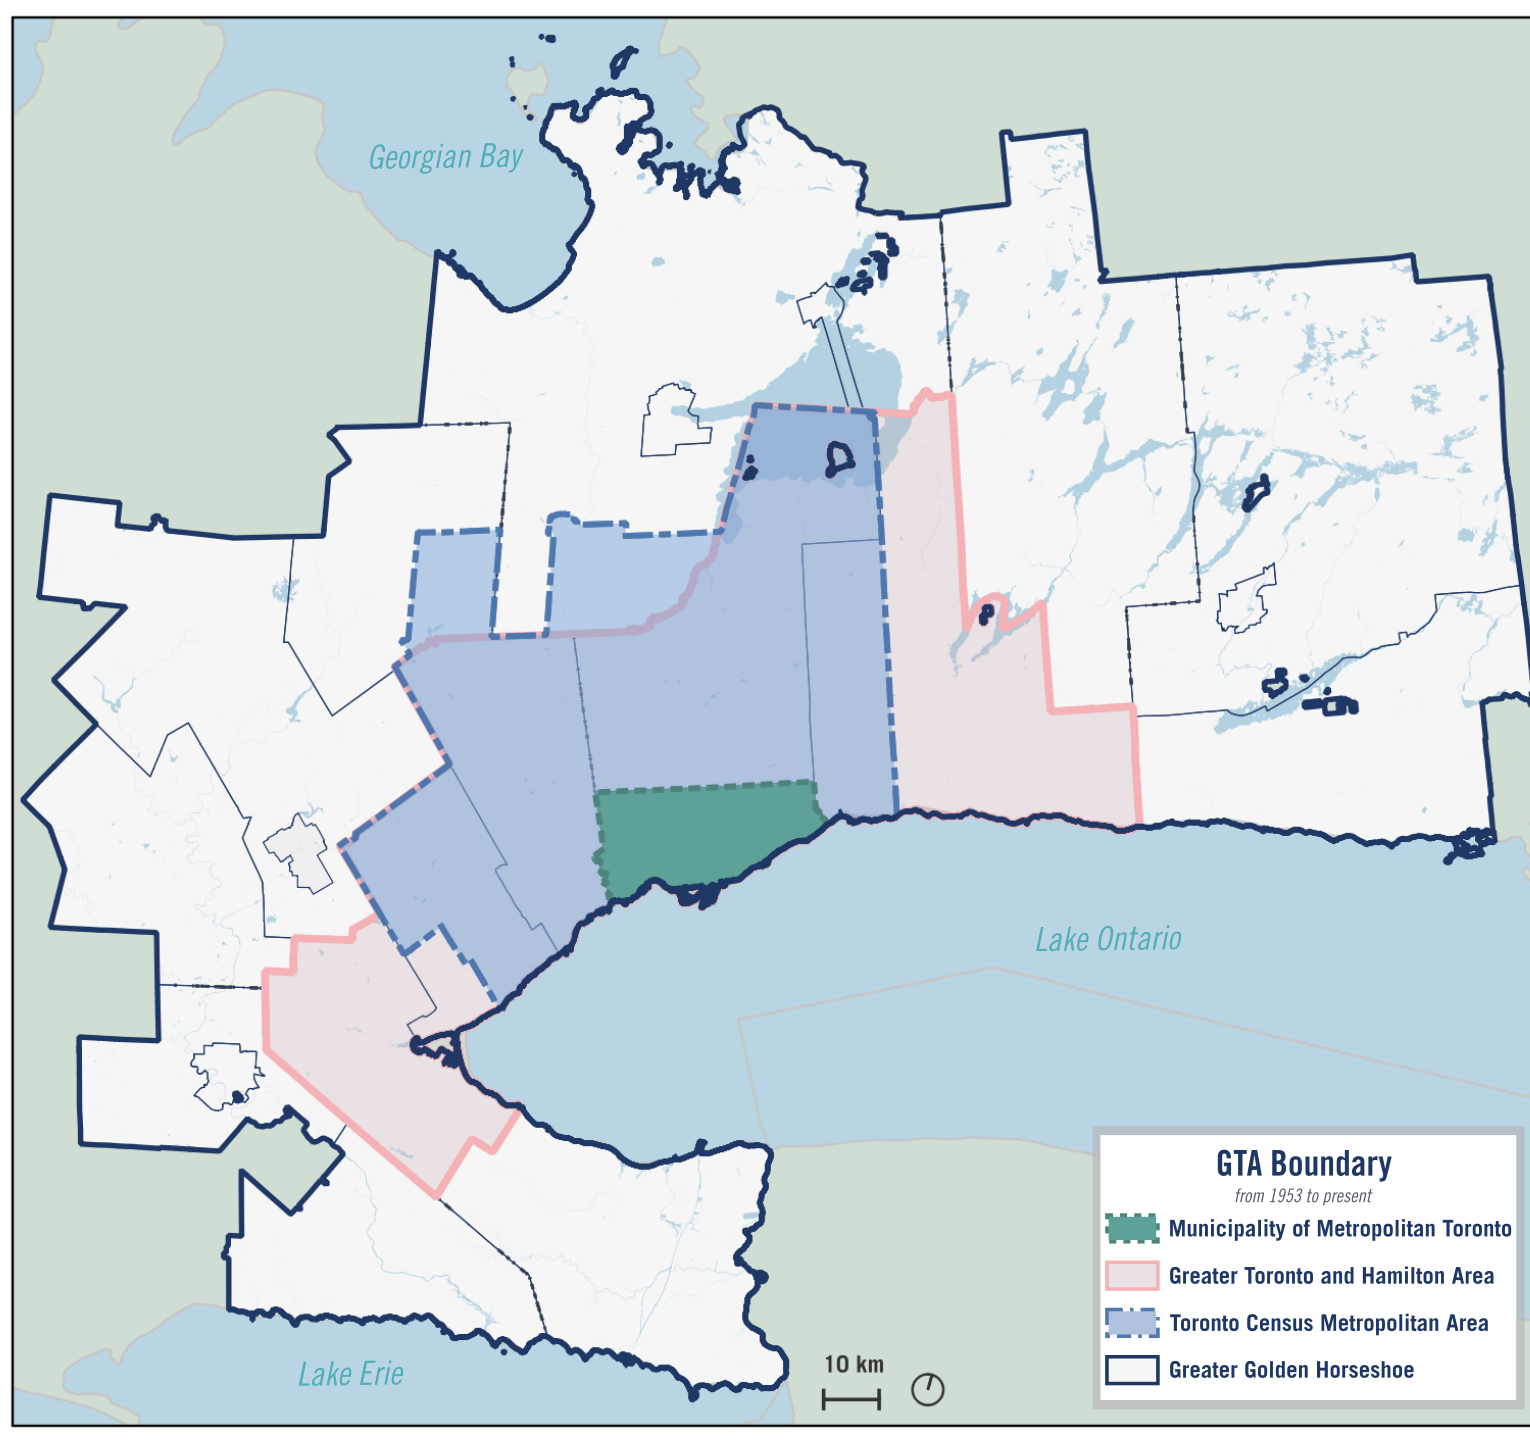 Georgian Bay
Lake Ontario
GTA Boundary
from 1953 to present
Municipality of Metropolitan Toronto
Greater Toronto and Hamilton Area
Toronto Census Metropolitan Area
Greater Golden Horseshoe
Lake Erie
10 km